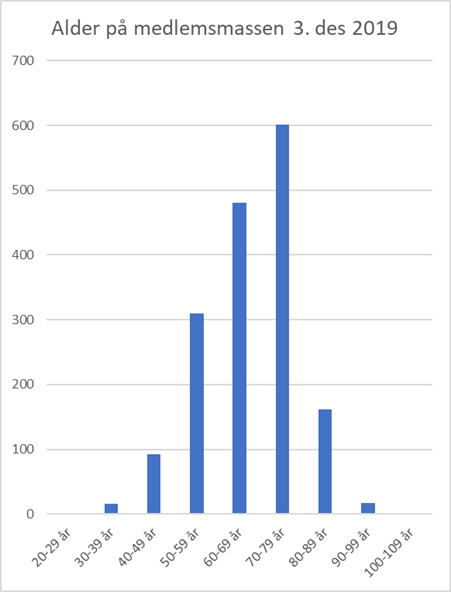 Alder på medlemsmassen 3. des 2019
700
600
500
400
300
200
100
0
20-29 år
30-39 år
40-49 år
50-59 år
60-69 år
70-79 år
80-89 år
90-99 år
100-109 år